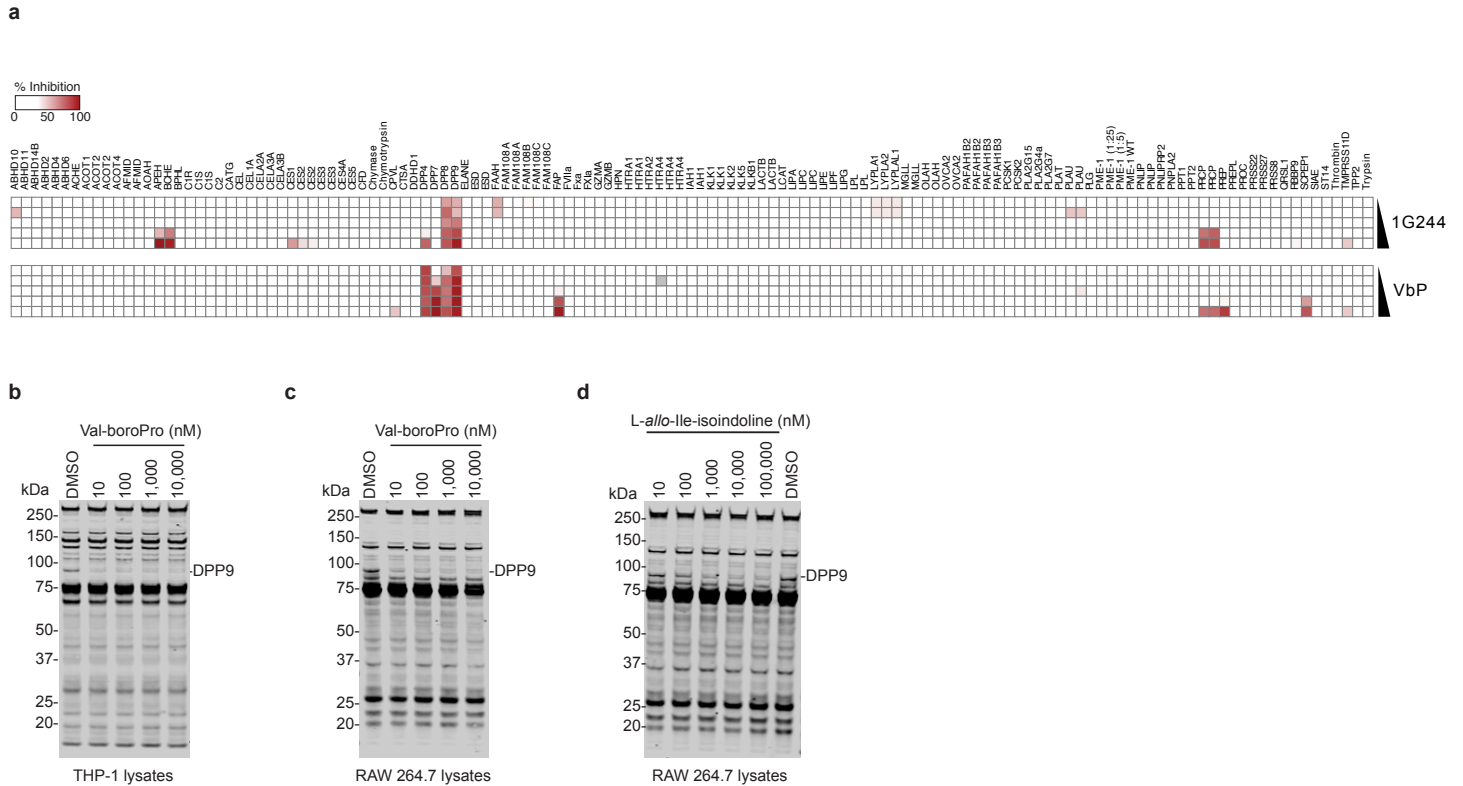 a
% Inhibition
0 50 100
ABHD10 ABHD11 ABHD14B ABHD2 ABHD4 ABHD6 ACHE ACOT1 ACOT2 ACOT2 ACOT4 AFMID AFMID AOAH APEH BCHE BPHL C1R C1S C1S C2 CATG CEL CEL1A CELA2A CELA3A CELA3B CES1 CES2 CES2 CES3 CES3 CES4A CES5 CFD Chymase Chymotrypsin CPVL CTSA DDHD1 DPP4 DPP7 DPP8 DPP9 ELANE ESD ESD FAAH FAM108A FAM108A FAM108B FAM108C FAM108C FAP FVIIa Fxa FXIa GZMA GZMB HPN HTRA1 HTRA1 HTRA2 HTRA4 HTRA4 HTRA4 IAH1 IAH1 KLK1 KLK1 KLK2 KLK5 KLKB1 LACTB LACTB LCAT LIPA LIPC LIPC LIPE LIPF LIPG LPL LPL LYPLA1 LYPLA2 LYPLAL1 MGLL MGLL OLAH OLAH OVCA2 OVCA2 PAFAH1B2 PAFAH1B2 PAFAH1B3 PAFAH1B3 PCSK1 PCSK2 PLA2G15 PLA2G4a PLA2G7 PLAT PLAU PLAU PLG PME-1 PME-1 (1:25) PME-1 (1:5) PME-1 WT PNLIP PNLIP PNLIPRP2 PNPLA2 PPT1 PPT2 PRCP PRCP PREP PREPL PROC PRSS22 PRSS27 PRSS8 QRSL1 RBBP9 SCPEP1 SIAE ST14 Thrombin TMPRSS11D TPP2 Trypsin
1G244
VbP
b
Val-boroPro (nM)
kDa DMSO 10 100 1,000 10,000
250-
150-
100-
-DPP9
75-
50-
37-
25-
20-
THP-1 lysates
c
Val-boroPro (nM)
kDa DMSO 10 100 1,000 10,000
250-
150-
100-
-DPP9
75-
50-
37-
25-
20-
RAW 264.7 lysates
d
L-allo-Ile-isoindoline (nM)
kDa 10 100 1,000 10,000 100,000 DMSO
250-
150-
100-
-DPP9
75-
50-
37-
25-
20-
RAW 264.7 lysates